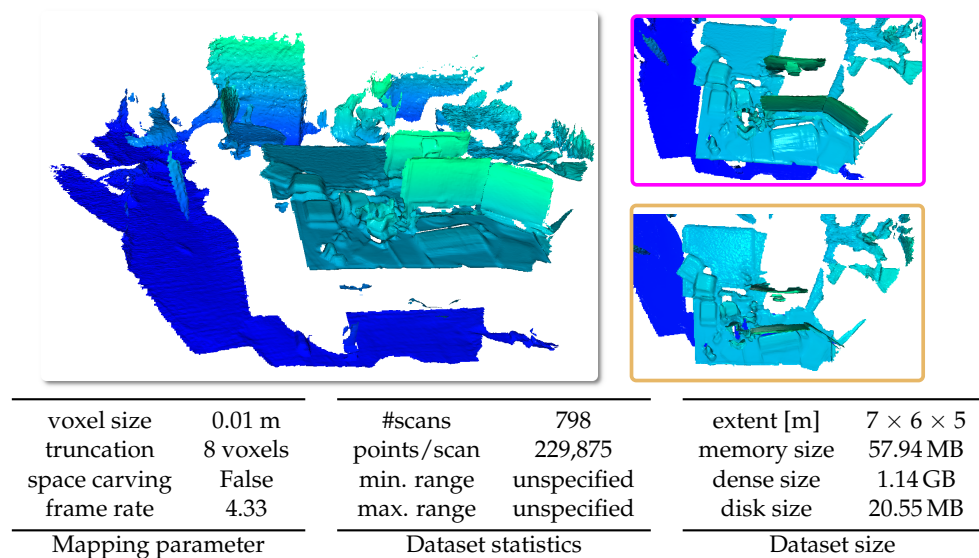 voxel size 0.01 m
truncation 8 voxels
space carving False
frame rate 4.33
Mapping parameter
#scans 798
points/scan 229,875
min. range unspecified
max. range unspecified
Dataset statistics
extent [m] 7 × 6 × 5
memory size 57.94 MB
dense size 1.14 GB
disk size 20.55 MB
Dataset size